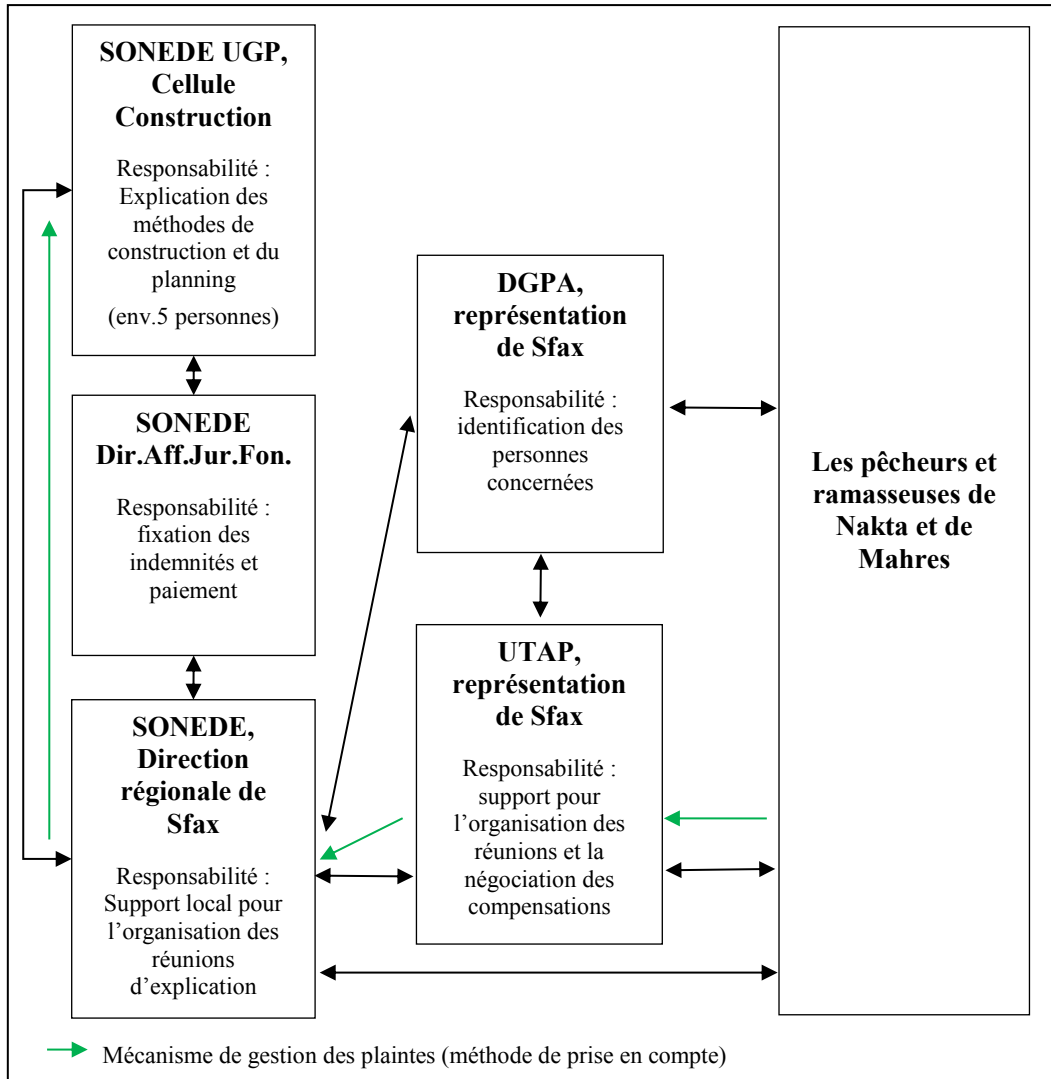 SONEDE UGP,
Cellule
Construction
Responsabilité :
Explication des
méthodes de
construction et du
planning
(env.5 personnes)
SONEDE
Dir.Aff.Jur.Fon.
Responsabilité :
fixation des
indemnités et
paiement
SONEDE,
Direction
régionale de
Sfax
Responsabilité :
Support local pour
l’organisation des
réunions
d’explication
DGPA,
représentation
de Sfax
Responsabilité :
identification des
personnes
concernées
UTAP,
représentation
de Sfax
Responsabilité :
support pour
l’organisation des
réunions et la
négociation des
compensations
Les pêcheurs et
ramasseuses de
Nakta et de
Mahres
Mécanisme de gestion des plaintes (méthode de prise en compte)